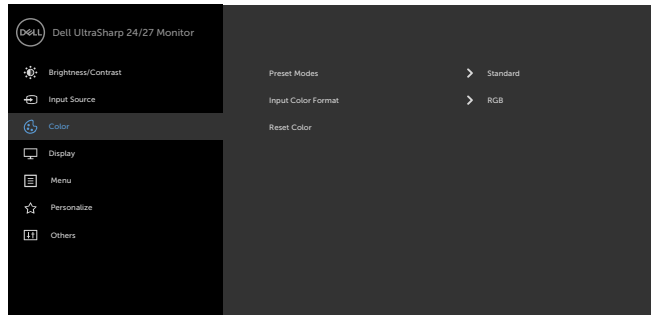 DELL Dell UltraSharp 24/27 Monitor
Brightness/Contrast
Preset Modes Standard
Input Source
Input Color Format RGB
Color
Reset Color
Display
Menu
Personalize
Others